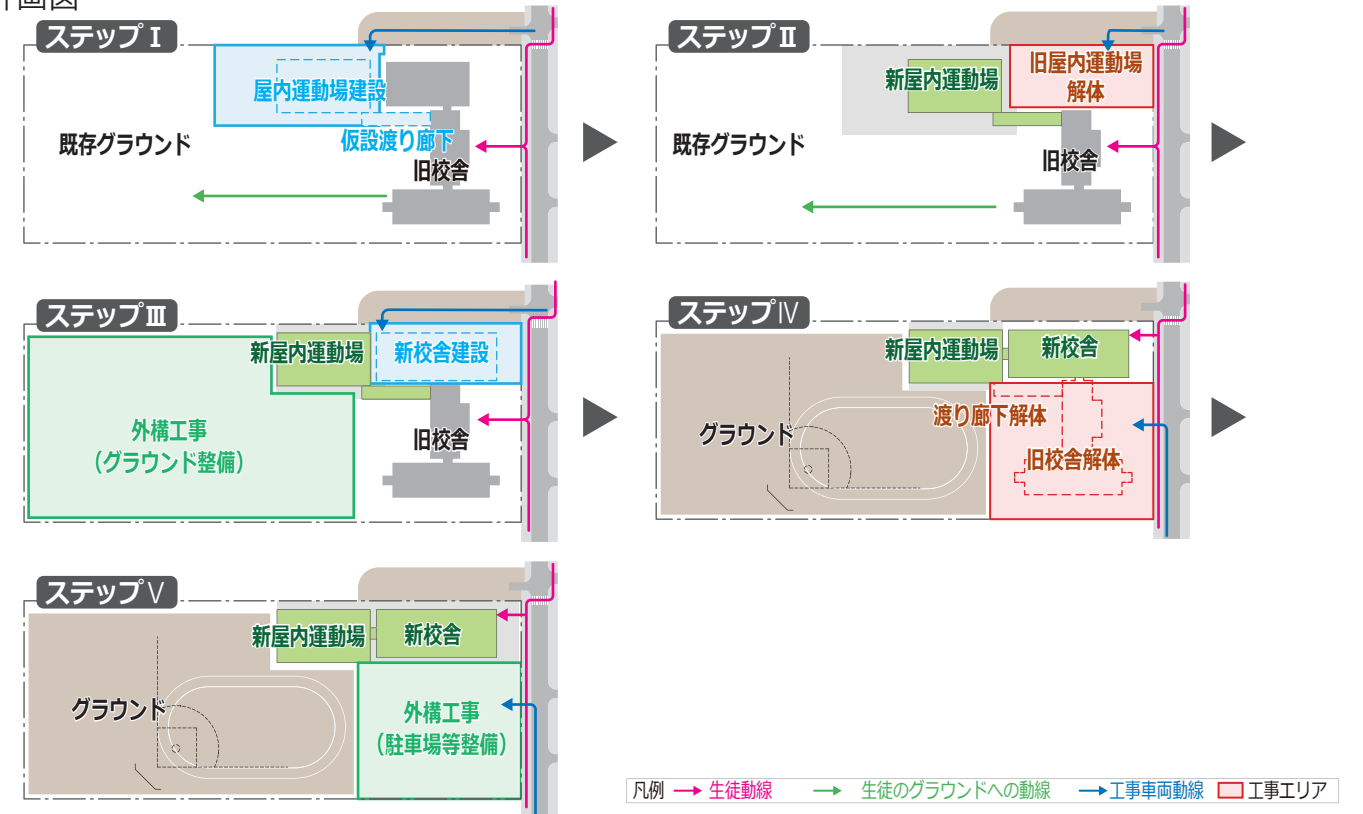 計画図
ステップⅠ
屋内運動場建設
既存グラウンド
仮設渡り廊下
旧校舎
ステップⅡ
新屋内運動場
旧屋内運動場
解体
既存グラウンド
旧校舎
ステップⅢ
新屋内運動場
新校舎建設
外構工事
（グラウンド整備）
旧校舎
ステップⅣ
新屋内運動場
新校舎
グラウンド
渡り廊下解体
旧校舎解体
ステップⅤ
新屋内運動場
新校舎
グラウンド
外構工事
（駐車場等整備）
凡例 生徒動線 生徒のグラウンドへの動線 工事車両動線 工事エリア